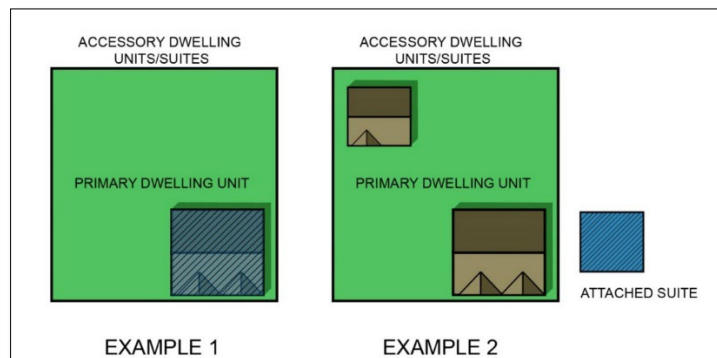 ACCESSORY DWELLING
UNITS/SUITES
PRIMARY DWELLING UNIT
EXAMPLE 1
ACCESSORY DWELLING
UNITS/SUITES
PRIMARY DWELLING UNIT
EXAMPLE 2
ATTACHED SUITE